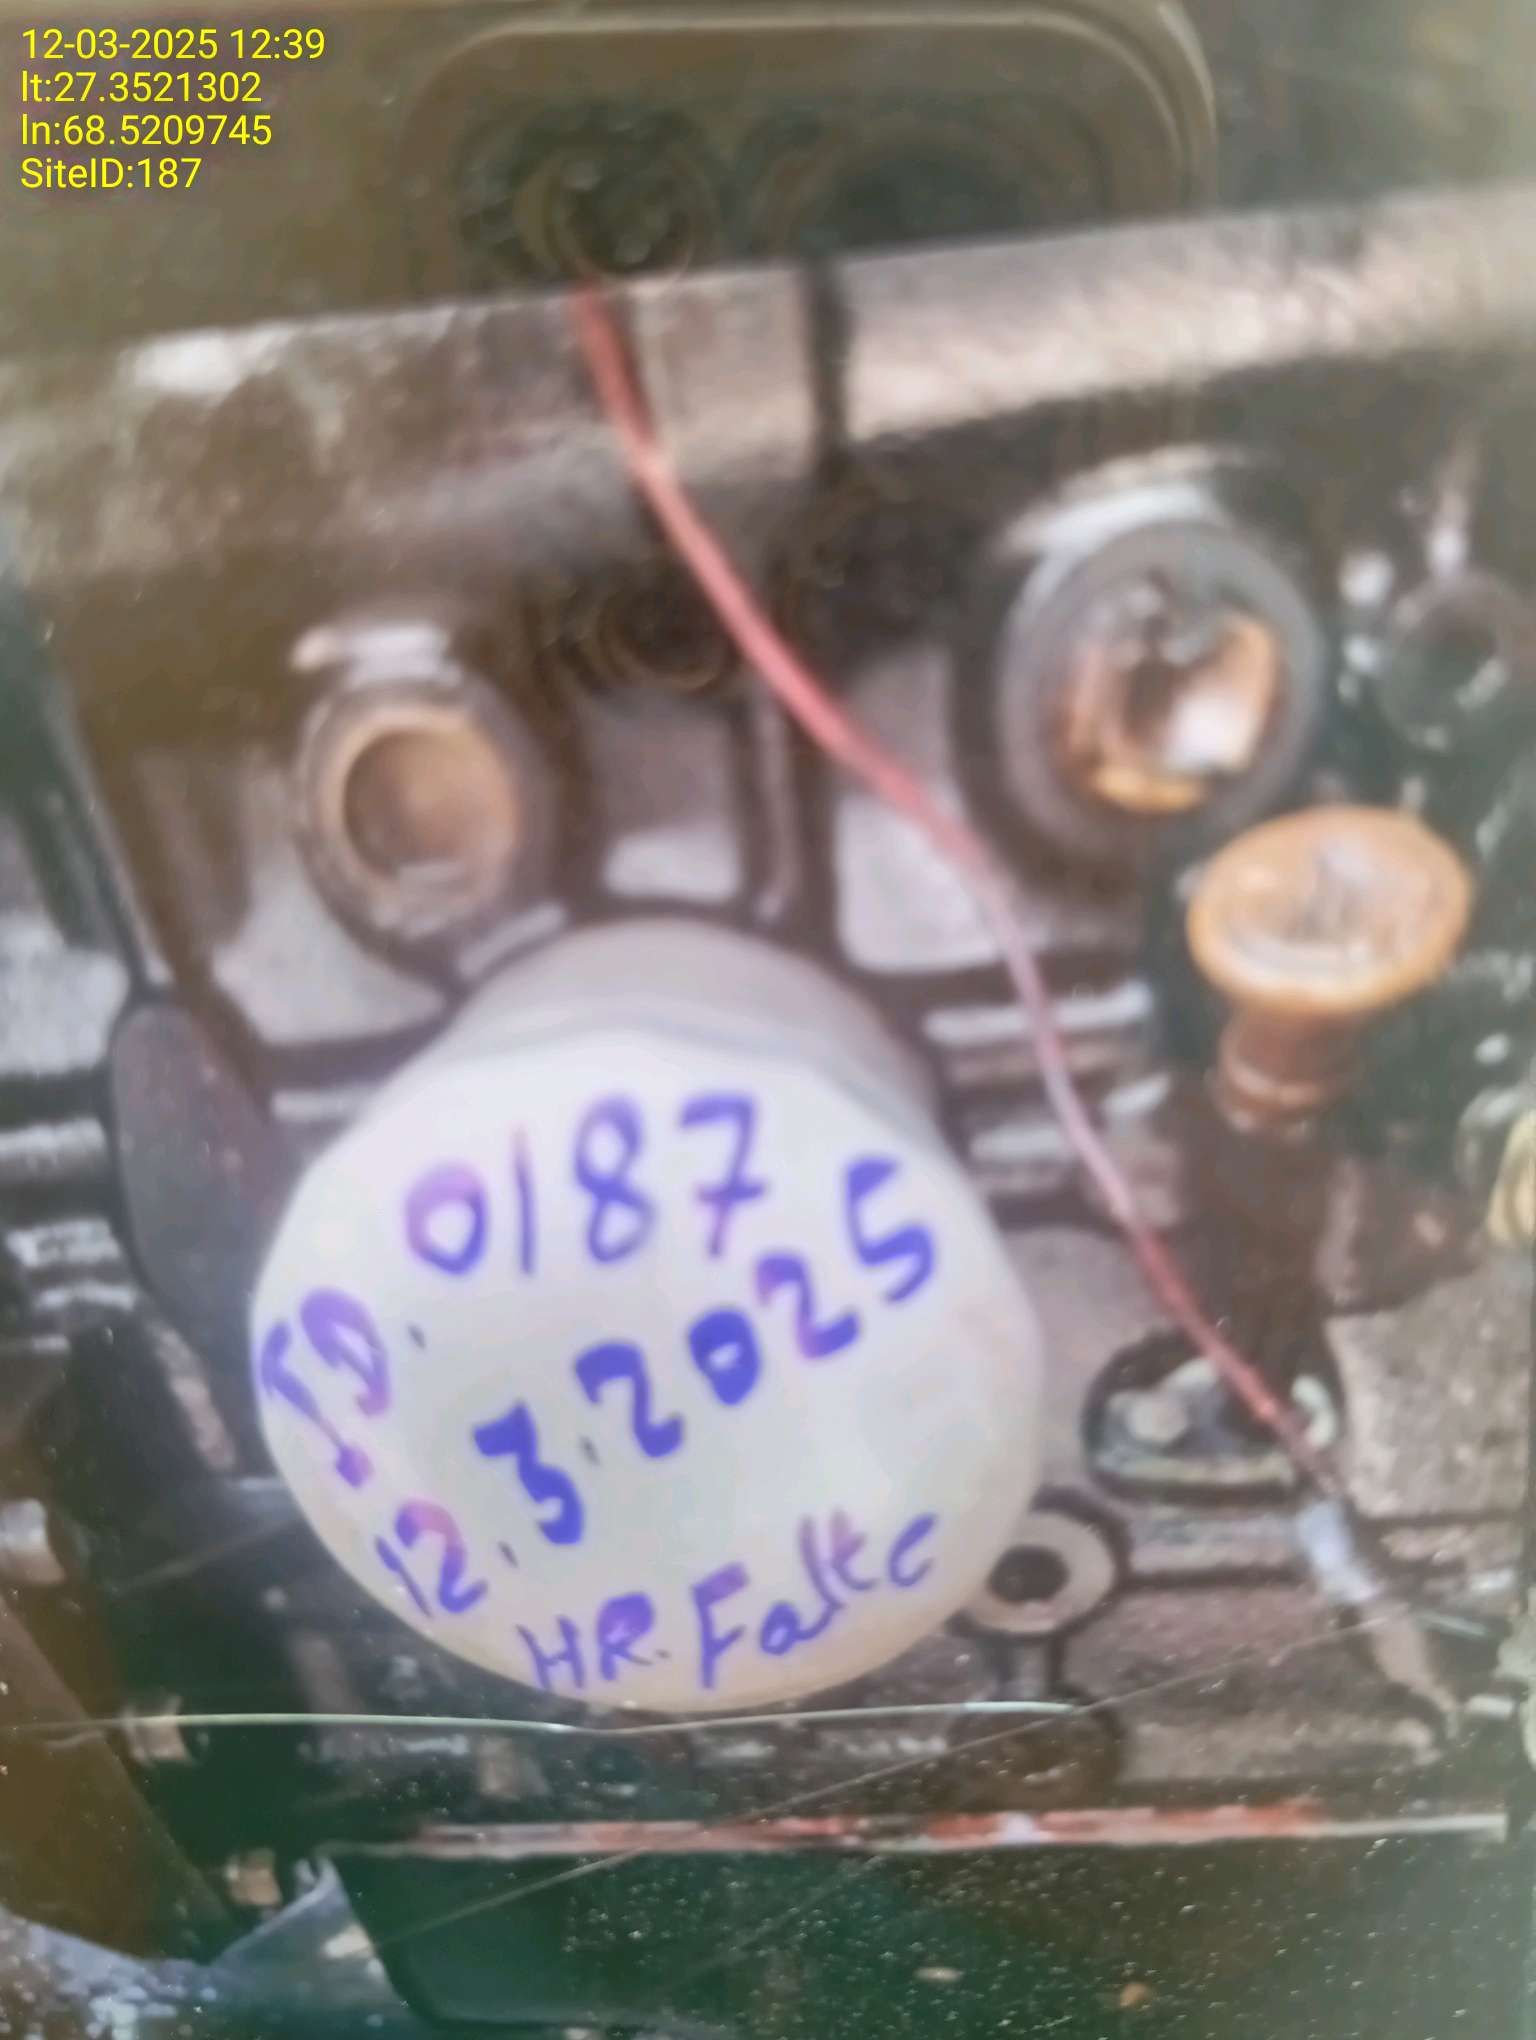 12-03-2025 12:39
lt:27.3521302
ln:68.5209745
SiteID:187
ID. 0187
12.3.2025
HR.